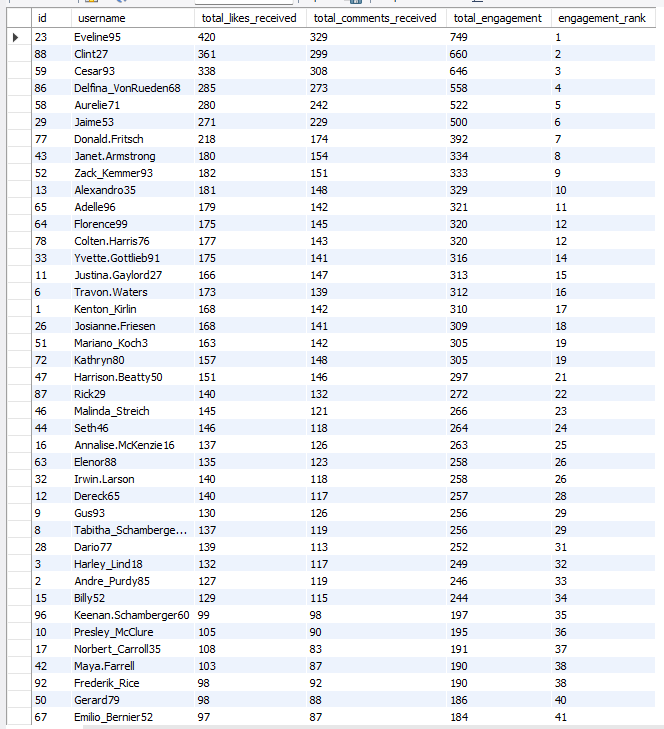 id username total_likes_received total_comments_received total_engagement engagement_rank
23 Eveline95 420 329 749 1
88 Clint27 361 299 660 2
59 Cesar93 338 308 646 3
86 Delfina_VonRueden68 285 273 558 4
58 Aurelie71 280 242 522 5
29 Jaime53 271 229 500 6
77 Donald.Fritsch 218 174 392 7
43 Janet.Armstrong 180 154 334 8
52 Zack_Kemmer93 182 151 333 9
13 Alexandro35 181 148 329 10
65 Adelle96 179 142 321 11
64 Florence99 175 145 320 12
78 Colten.Harris76 177 143 320 12
33 Yvette.Gottlieb91 175 141 316 14
11 Justina.Gaylord27 166 147 313 15
6 Travon.Waters 173 139 312 16
1 Kenton_Kirlin 168 142 310 17
26 Josianne.Friesen 168 141 309 18
51 Mariano_Koch3 163 142 305 19
72 Kathryn80 157 148 305 19
47 Harrison.Beatty50 151 146 297 21
87 Rick29 140 132 272 22
46 Malinda_Streich 145 121 266 23
44 Seth46 146 118 264 24
16 Annalise.McKenzie16 137 126 263 25
63 Elenor88 135 123 258 26
32 Irwin.Larson 140 118 258 26
12 Dereck65 140 117 257 28
9 Gus93 130 126 256 29
8 Tabitha_Schamberge... 137 119 256 29
28 Dario77 139 113 252 31
3 Harley_Lind18 132 117 249 32
2 Andre_Purdy85 127 119 246 33
15 Billy52 129 115 244 34
96 Keenan.Schamberger60 99 98 197 35
10 Presley_McClure 105 90 195 36
17 Norbert_Carroll35 108 83 191 37
42 Maya.Farrell 103 87 190 38
92 Frederik_Rice 98 92 190 38
50 Gerard79 98 88 186 40
67 Emilio_Bernier52 97 87 184 41